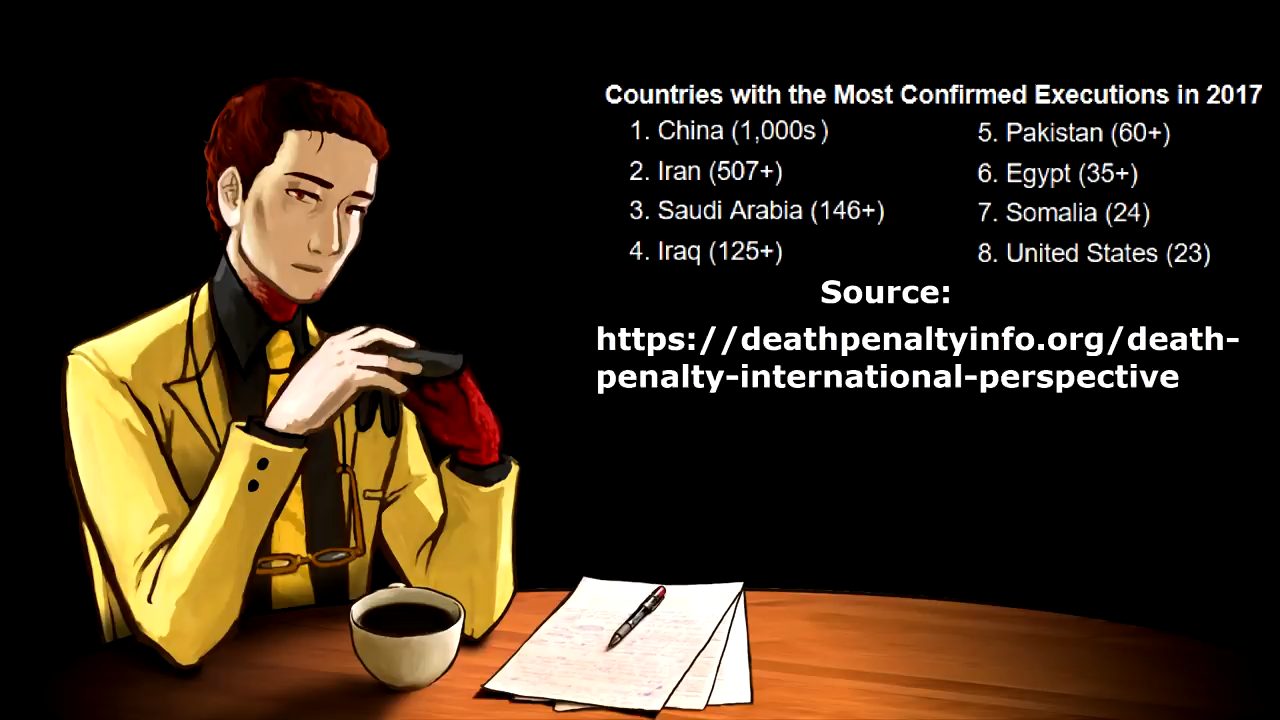 Countries with the Most Confirmed Executions in 2017
1. China (1,000s)
2. Iran (507+)
3. Saudi Arabia (146+)
4. Iraq (125+)
5. Pakistan (60+)
6. Egypt (35+)
7. Somalia (24)
8. United States (23)
Source:
https://deathpenaltyinfo.org/death-
penalty-international-perspective